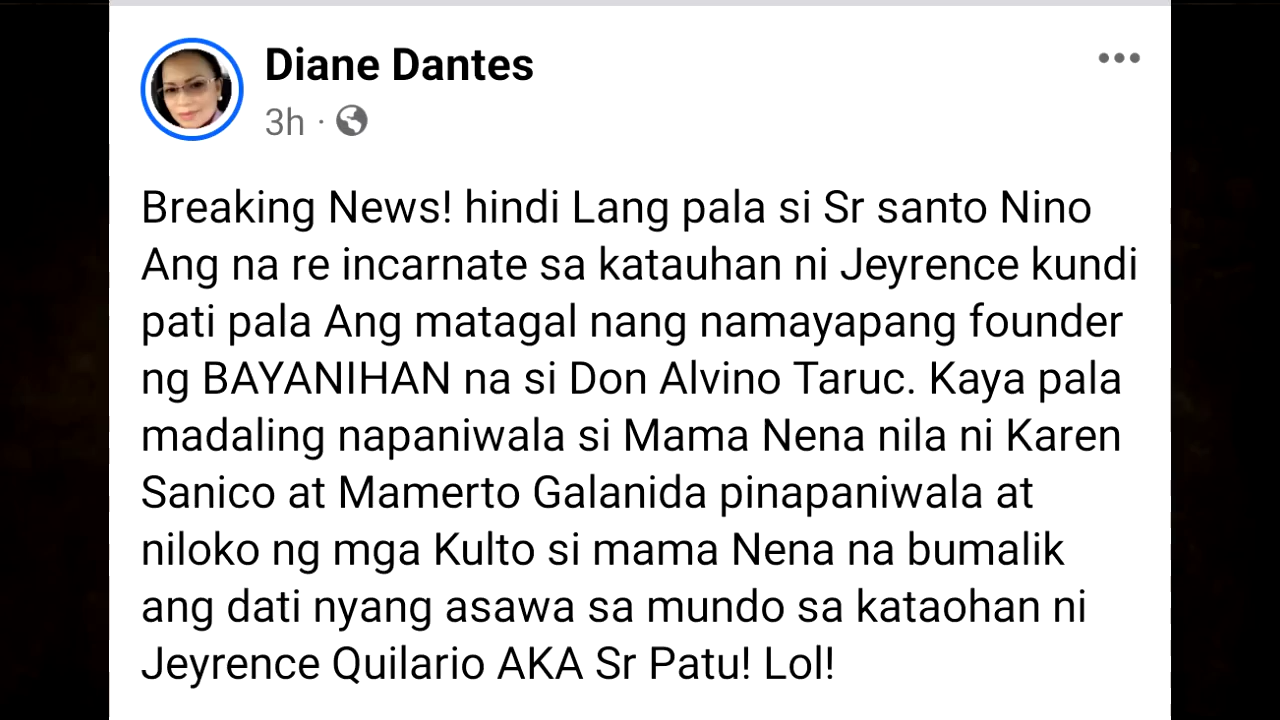 Diane Dantes
3h ·
Breaking News! hindi Lang pala si Sr santo Nino
Ang na re incarnate sa katauhan ni Jeyrence kundi
pati pala Ang matagal nang namayapang founder
ng BAYANIHAN na si Don Alvino Taruc. Kaya pala
madaling napaniwala si Mama Nena nila ni Karen
Sanico at Mamerto Galanida pinapaniwala at
niloko ng mga Kulto si mama Nena na bumalik
ang dati nyang asawa sa mundo sa kataohan ni
Jeyrence Quilario AKA Sr Patu! Lol!